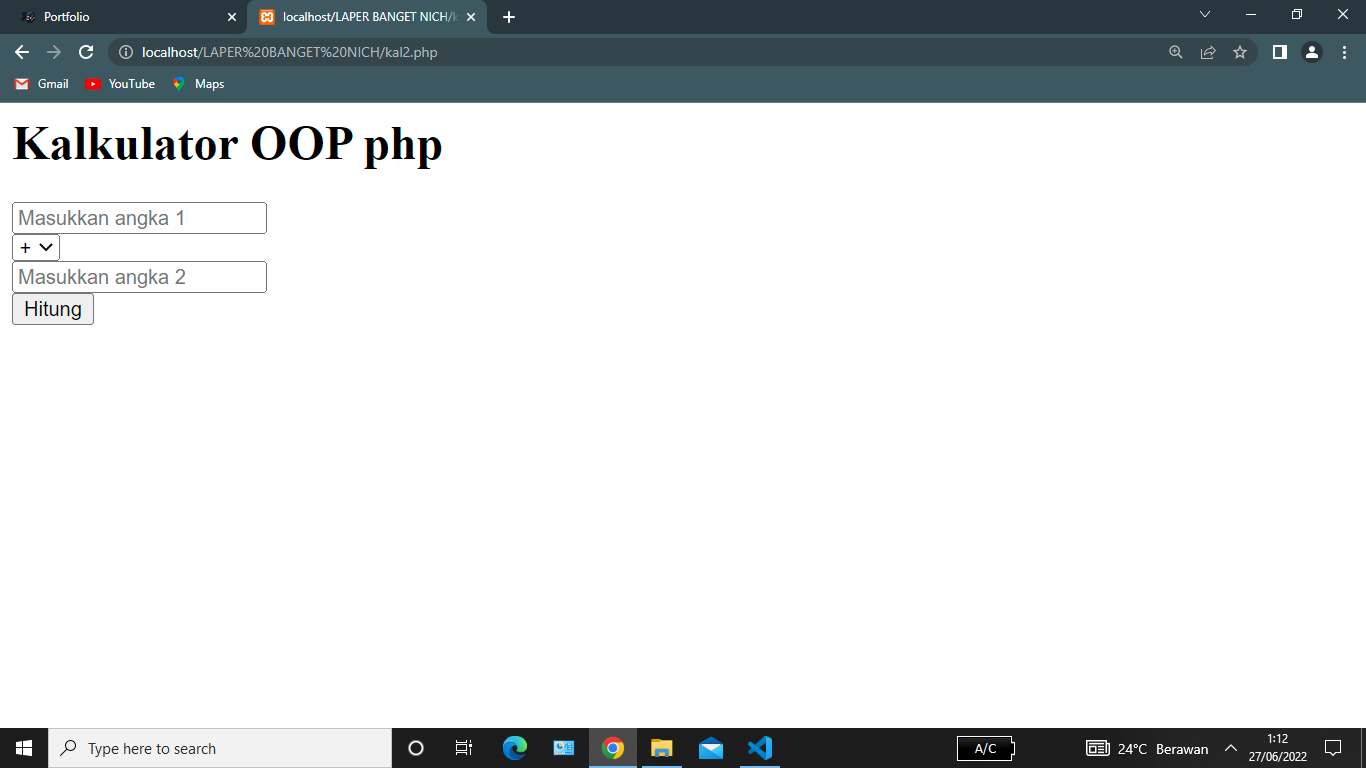 Portfolio
localhost/LAPER BANGET NICH/k
localhost/LAPER%20BANGET%20NICH/kal2.php
Gmail
YouTube
Maps
Kalkulator OOP php
Masukkan angka 1
+
Masukkan angka 2
Hitung
Type here to search
A/C
24°C Berawan
1:12
27/06/2022